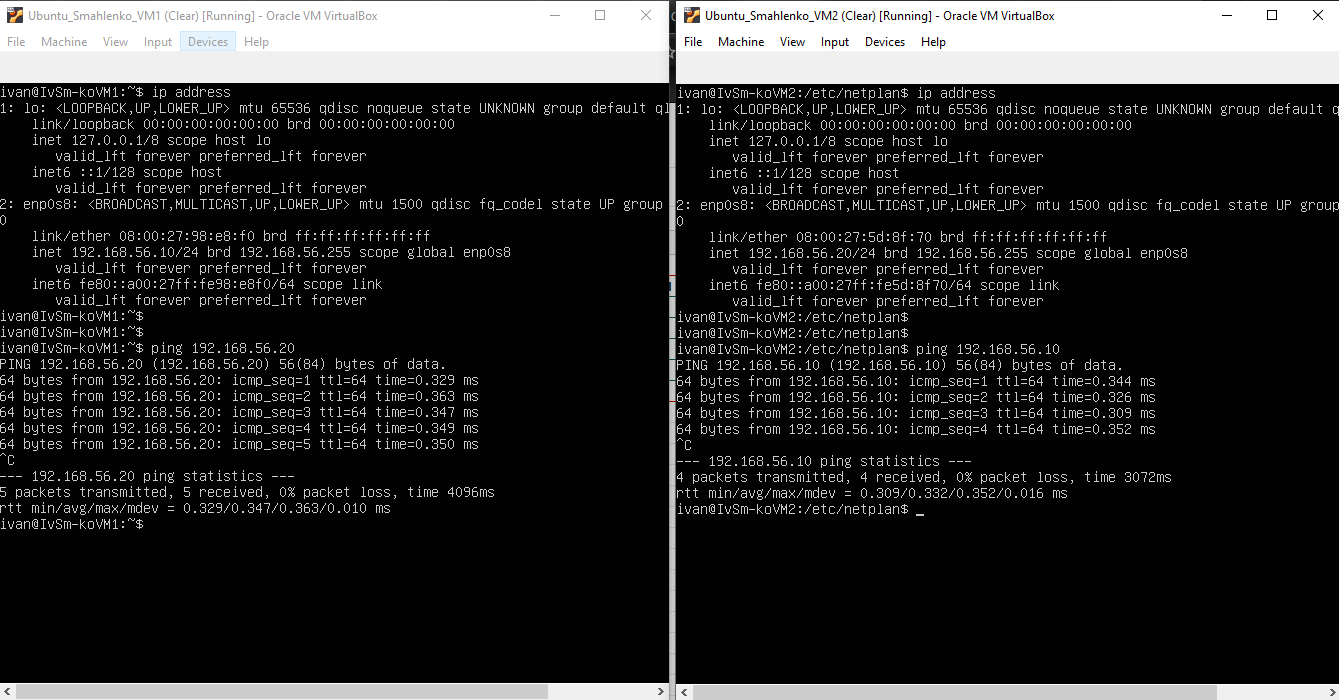 Ubuntu_Smahlenko_VM1 (Clear) [Running] - Oracle VM VirtualBox
File Machine View Input Devices Help
ivan@IvSm-koVM1:~$ ip address
1: lo: <LOOPBACK,UP,LOWER_UP> mtu 65536 qdisc noqueue state UNKNOWN group default ql
link/loopback 00:00:00:00:00:00 brd 00:00:00:00:00:00
inet 127.0.0.1/8 scope host lo
valid_lft forever preferred_lft forever
inet6 ::1/128 scope host
valid_lft forever preferred_lft forever
2: enp0s8: <BROADCAST,MULTICAST,UP,LOWER_UP> mtu 1500 qdisc fq_codel state UP group
0
link/ether 08:00:27:98:e8:f0 brd ff:ff:ff:ff:ff:ff
inet 192.168.56.10/24 brd 192.168.56.255 scope global enp0s8
valid_lft forever preferred_lft forever
inet6 fe80::a00:27ff:fe98:e8f0/64 scope link
valid_lft forever preferred_lft forever
ivan@IvSm-koVM1:~$
ivan@IvSm-koVM1:~$
ivan@IvSm-koVM1:~$ ping 192.168.56.20
PING 192.168.56.20 (192.168.56.20) 56(84) bytes of data.
64 bytes from 192.168.56.20: icmp_seq=1 ttl=64 time=0.329 ms
64 bytes from 192.168.56.20: icmp_seq=2 ttl=64 time=0.363 ms
64 bytes from 192.168.56.20: icmp_seq=3 ttl=64 time=0.347 ms
64 bytes from 192.168.56.20: icmp_seq=4 ttl=64 time=0.349 ms
64 bytes from 192.168.56.20: icmp_seq=5 ttl=64 time=0.350 ms
^C
--- 192.168.56.20 ping statistics ---
5 packets transmitted, 5 received, 0% packet loss, time 4096ms
rtt min/avg/max/mdev = 0.329/0.347/0.363/0.010 ms
ivan@IvSm-koVM1:~$
Ubuntu_Smahlenko_VM2 (Clear) [Running] - Oracle VM VirtualBox
File Machine View Input Devices Help
ivan@IvSm-koVM2:/etc/netplan$ ip address
1: lo: <LOOPBACK,UP,LOWER_UP> mtu 65536 qdisc noqueue state UNKNOWN group default q
link/loopback 00:00:00:00:00:00 brd 00:00:00:00:00:00
inet 127.0.0.1/8 scope host lo
valid_lft forever preferred_lft forever
inet6 ::1/128 scope host
valid_lft forever preferred_lft forever
2: enp0s8: <BROADCAST,MULTICAST,UP,LOWER_UP> mtu 1500 qdisc fq_codel state UP group
0
link/ether 08:00:27:5d:8f:70 brd ff:ff:ff:ff:ff:ff
inet 192.168.56.20/24 brd 192.168.56.255 scope global enp0s8
valid_lft forever preferred_lft forever
inet6 fe80::a00:27ff:fe5d:8f70/64 scope link
valid_lft forever preferred_lft forever
ivan@IvSm-koVM2:/etc/netplan$
ivan@IvSm-koVM2:/etc/netplan$
ivan@IvSm-koVM2:/etc/netplan$ ping 192.168.56.10
PING 192.168.56.10 (192.168.56.10) 56(84) bytes of data.
64 bytes from 192.168.56.10: icmp_seq=1 ttl=64 time=0.344 ms
64 bytes from 192.168.56.10: icmp_seq=2 ttl=64 time=0.326 ms
64 bytes from 192.168.56.10: icmp_seq=3 ttl=64 time=0.309 ms
64 bytes from 192.168.56.10: icmp_seq=4 ttl=64 time=0.352 ms
^C
--- 192.168.56.10 ping statistics ---
4 packets transmitted, 4 received, 0% packet loss, time 3072ms
rtt min/avg/max/mdev = 0.309/0.332/0.352/0.016 ms
ivan@IvSm-koVM2:/etc/netplan$ _